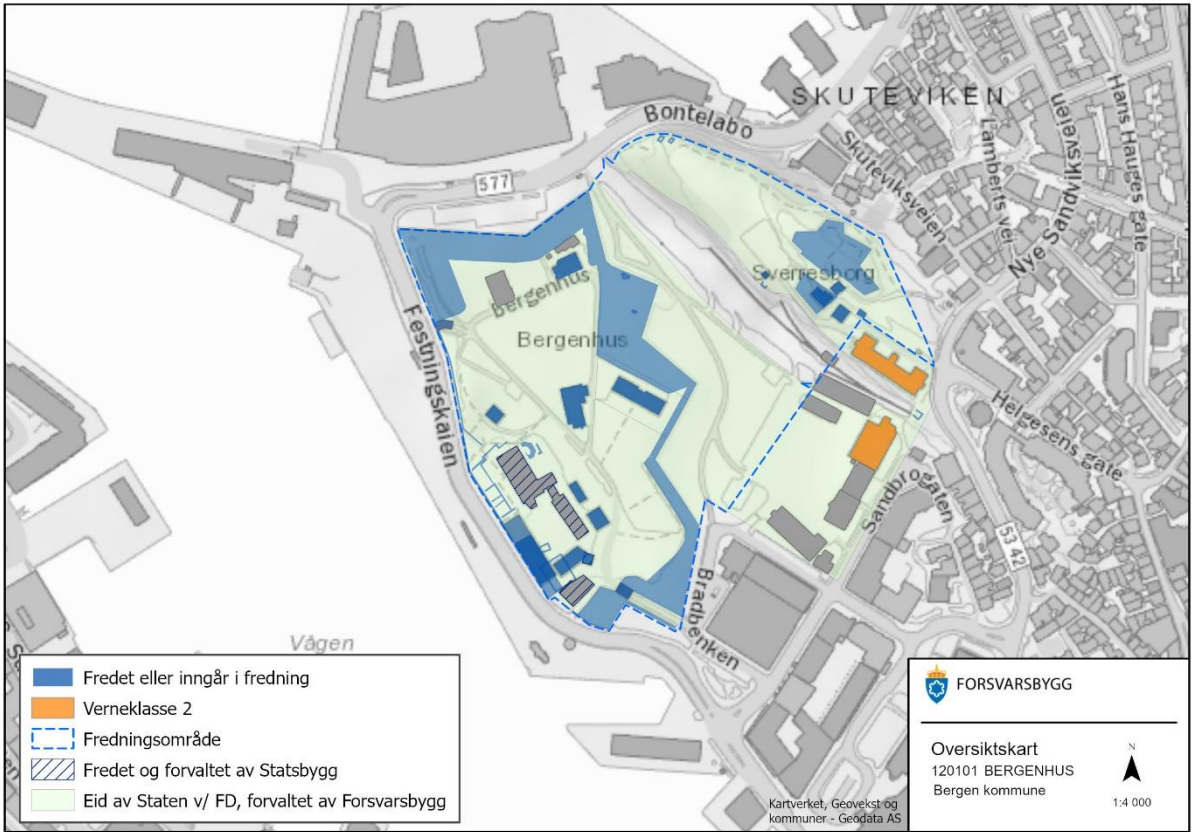 SKUTEVIKEN
Bontelabo
577
Skuteviksveien
Lamberts vei
Nye Sandviksveien
Hans Hauges gate
Sverresborg
Bergenhus
Bergenhus
Festningskaien
Helgesens gate
Sandbrogaten
53 42
Bradbenken
Vågen
Fredet eller inngår i fredning
Verneklasse 2
Fredningsområde
Fredet og forvaltet av Statsbygg
Eid av Staten v/ FD, forvaltet av Forsvarsbygg
Kartverket, Geovekst og
kommuner - Geodata AS
FORSVARSBYGG
Oversiktskart
120101 BERGENHUS
Bergen kommune
N
1:4 000